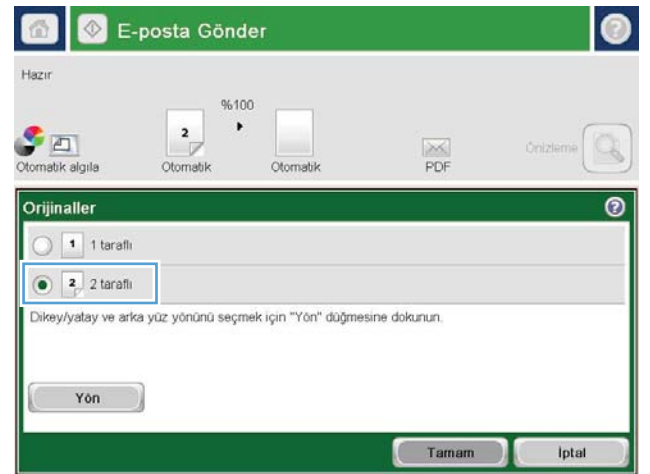 E-posta Gönder
Hazır
%100
2
Otomatik algıla
Otomatik
Otomatik
PDF
Önizleme
Orijinaller
1 1 taraflı
2 2 taraflı
Dikey/yatay ve arka yüz yönünü seçmek için "Yön" düğmesine dokunun.
Yön
Tamam
İptal